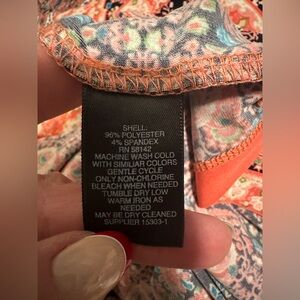 SHELL:
96% POLYESTER
4% SPANDEX
RN 58142
MACHINE WASH COLD
WITH SIMILAR COLORS
GENTLE CYCLE
ONLY NON-CHLORINE
BLEACH WHEN NEEDED
TUMBLE DRY LOW
WARM IRON AS
NEEDED
MAY BE DRY CLEANED
SUPPLIER 15303-1